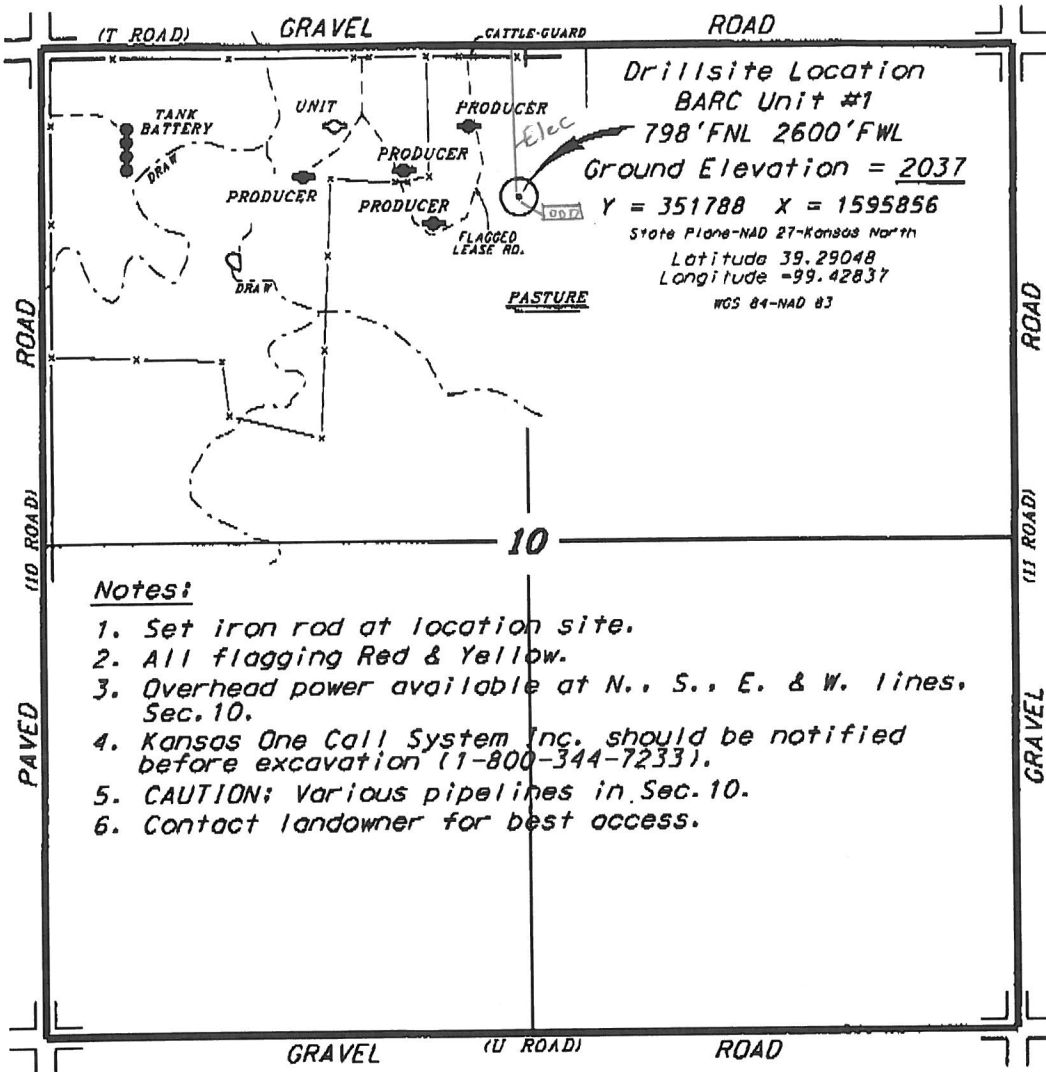 (T ROAD) GRAVEL CATTLE-GUARD ROAD
Drillsite Location
BARC Unit #1
798'FNL 2600'FWL
Ground Elevation = 2037
Y = 351788 X = 1595856
State Plane-NAD 27-Kansas North
Latitude 39.29048
Longitude -99.42837
WGS 84-NAD 83
TANK
BATTERY
DRAW
UNIT
PRODUCER
Elec
PRODUCER
PRODUCER
PRODUCER
FLAGGED
LEASE RD.
DRAW
PASTURE
ROAD
(10 ROAD)
PAVED
ROAD
(11 ROAD)
GRAVEL
10
Notes:
1. Set iron rod at location site.
2. All flagging Red & Yellow.
3. Overhead power available at N., S., E. & W. lines,
Sec.10.
4. Kansas One Call System Inc. should be notified
before excavation (1-800-344-7233).
5. CAUTION: Various pipelines in Sec.10.
6. Contact landowner for best access.
GRAVEL (U ROAD) ROAD